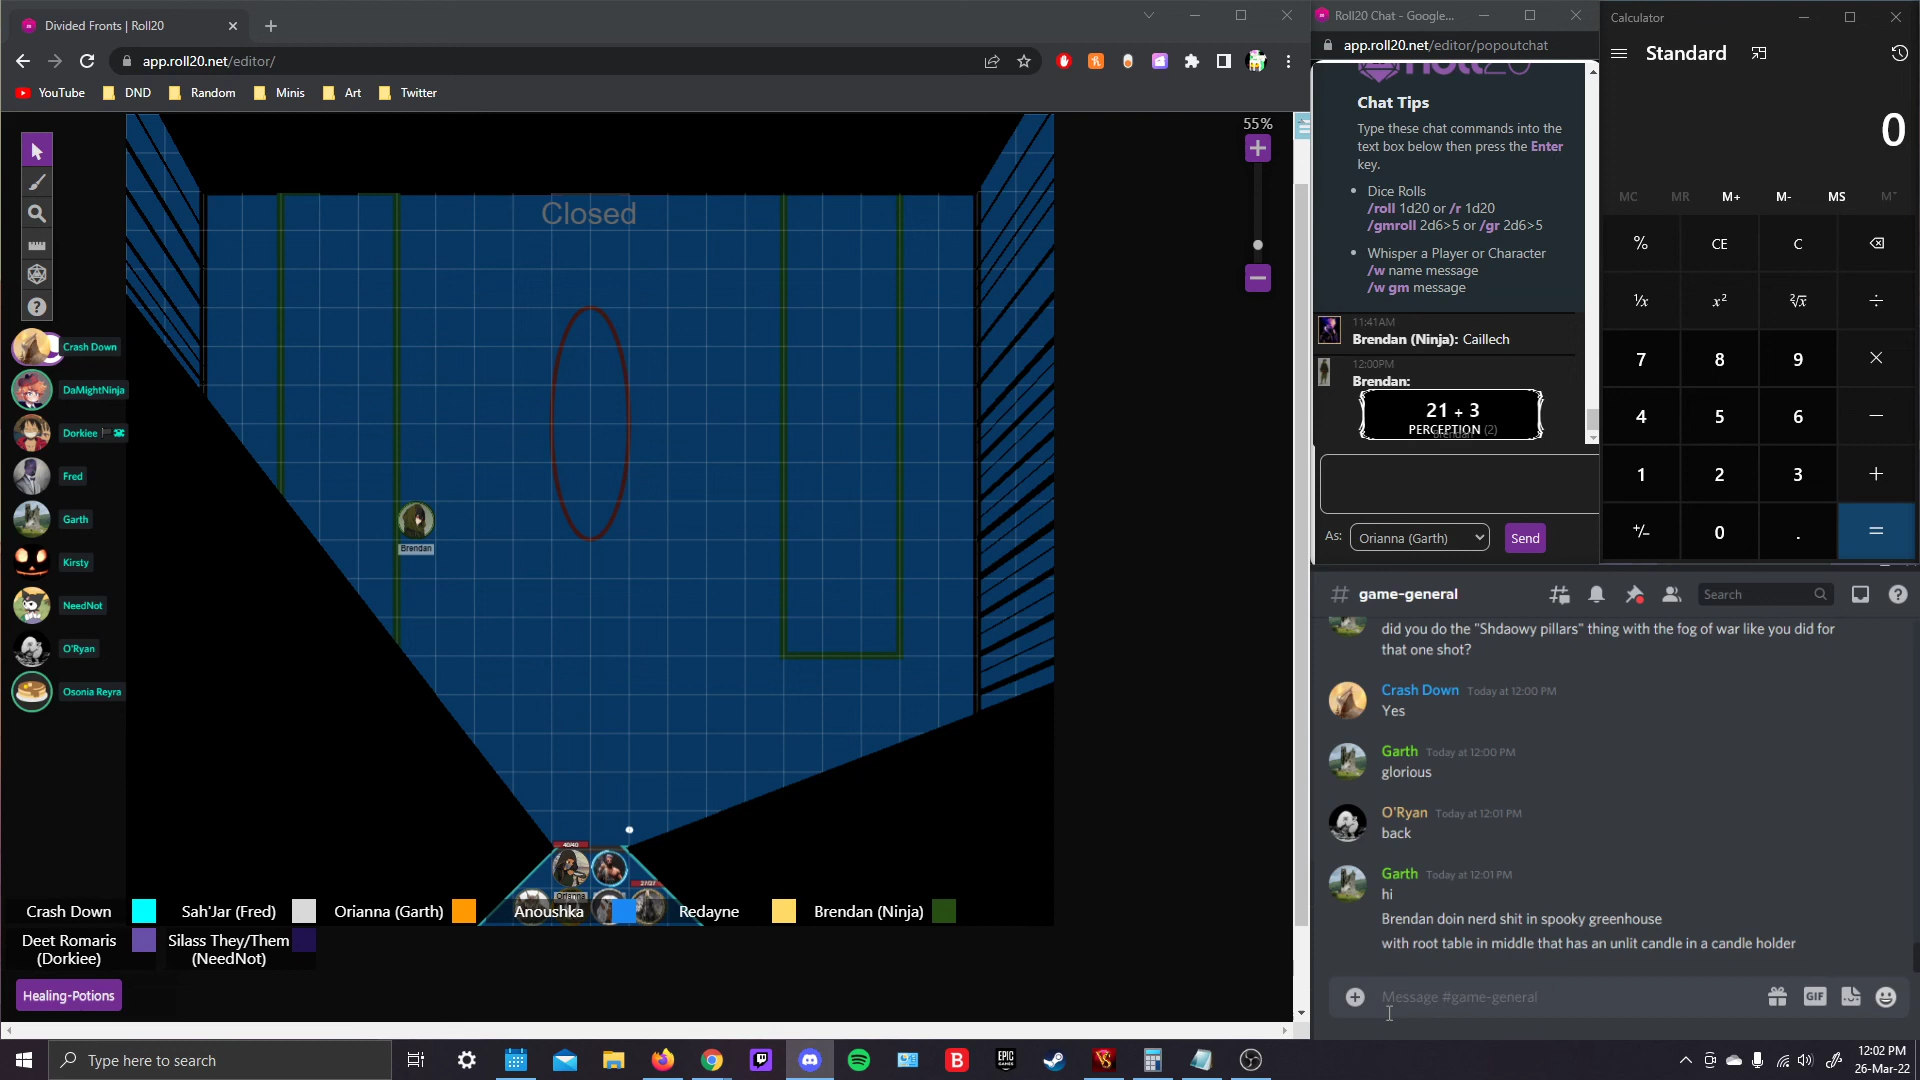 Divided Fronts | Roll20
app.roll20.net/editor/
YouTube
DND
Random
Minis
Art
Twitter
Closed
55%
Crash Down
DaMightNinja
Dorkiee
Fred
Garth
Kirsty
NeedNot
O'Ryan
Osonia Reyra
Brendan
40/40
Orianna
Crash Down
Sah'Jar (Fred)
Orianna (Garth)
Anoushka
Redayne
Brendan (Ninja)
Deet Romaris
(Dorkiee)
Silass They/Them
(NeedNot)
Healing-Potions
Roll20 Chat - Google...
app.roll20.net/editor/popoutchat
Chat Tips
Type these chat commands into the
text box below then press the Enter
key.
Dice Rolls
/roll 1d20 or /r 1d20
/gmroll 2d6>5 or /gr 2d6>5
Whisper a Player or Character
/w name message
/w gm message
11:41AM
Brendan (Ninja): Caillech
12:00PM
Brendan:
21 + 3
PERCEPTION (2)
As:
Orianna (Garth)
Send
Calculator
Standard
0
MC MR M+ M- MS M˅
% CE C
¹/x x² ²√x ÷
7 8 9 ×
4 5 6 −
1 2 3 +
+/- 0 . =
# game-general
Search
did you do the "Shdaowy pillars" thing with the fog of war like you did for
that one shot?
Crash Down Today at 12:00 PM
Yes
Garth Today at 12:00 PM
glorious
O'Ryan Today at 12:01 PM
back
Garth Today at 12:01 PM
hi
Brendan doin nerd shit in spooky greenhouse
with root table in middle that has an unlit candle in a candle holder
Message #game-general
GIF
Type here to search
12:02 PM
26-Mar-22